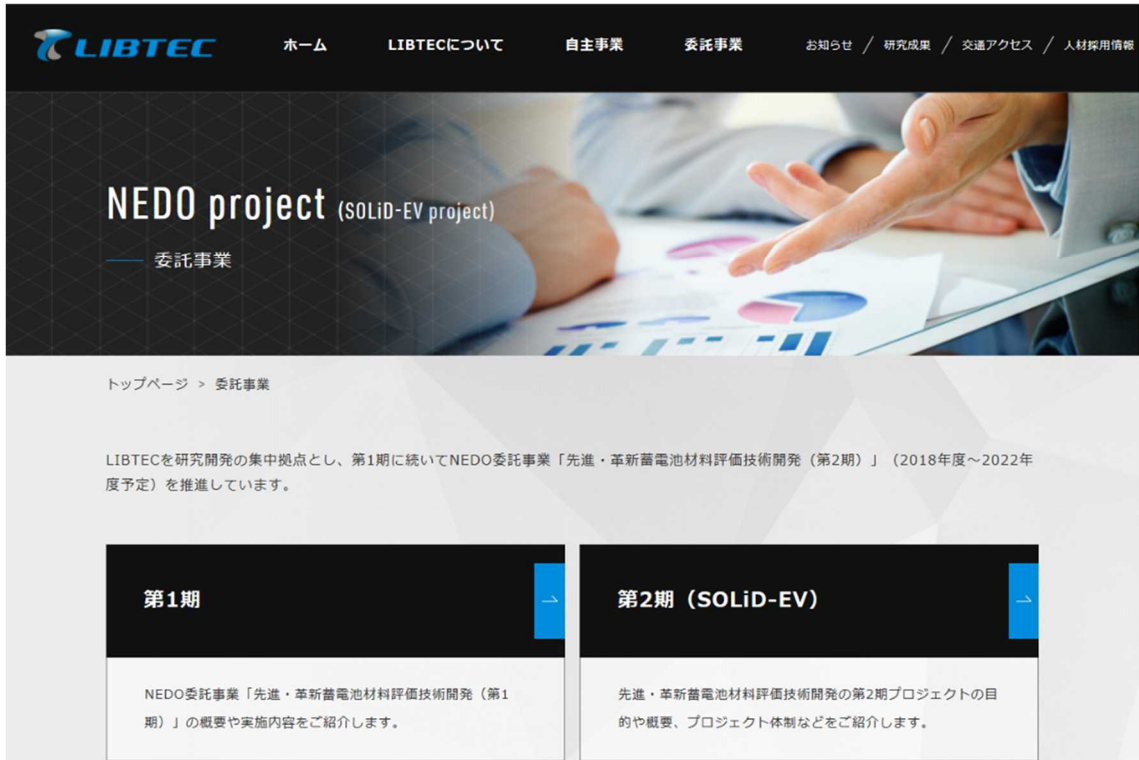 LIBTEC
ホーム
LIBTECについて
自主事業
委託事業
お知らせ / 研究成果 / 交通アクセス / 人材採用情報
NEDO project (SOLiD-EV project)
委託事業
トップページ > 委託事業
LIBTECを研究開発の集中拠点とし、第1期に続いてNEDO委託事業「先進・革新蓄電池材料評価技術開発（第2期）」（2018年度～2022年
度予定）を推進しています。
第1期
NEDO委託事業「先進・革新蓄電池材料評価技術開発（第1
期）」の概要や実施内容をご紹介します。
第2期（SOLiD-EV）
先進・革新蓄電池材料評価技術開発の第2期プロジェクトの目
的や概要、プロジェクト体制などをご紹介します。